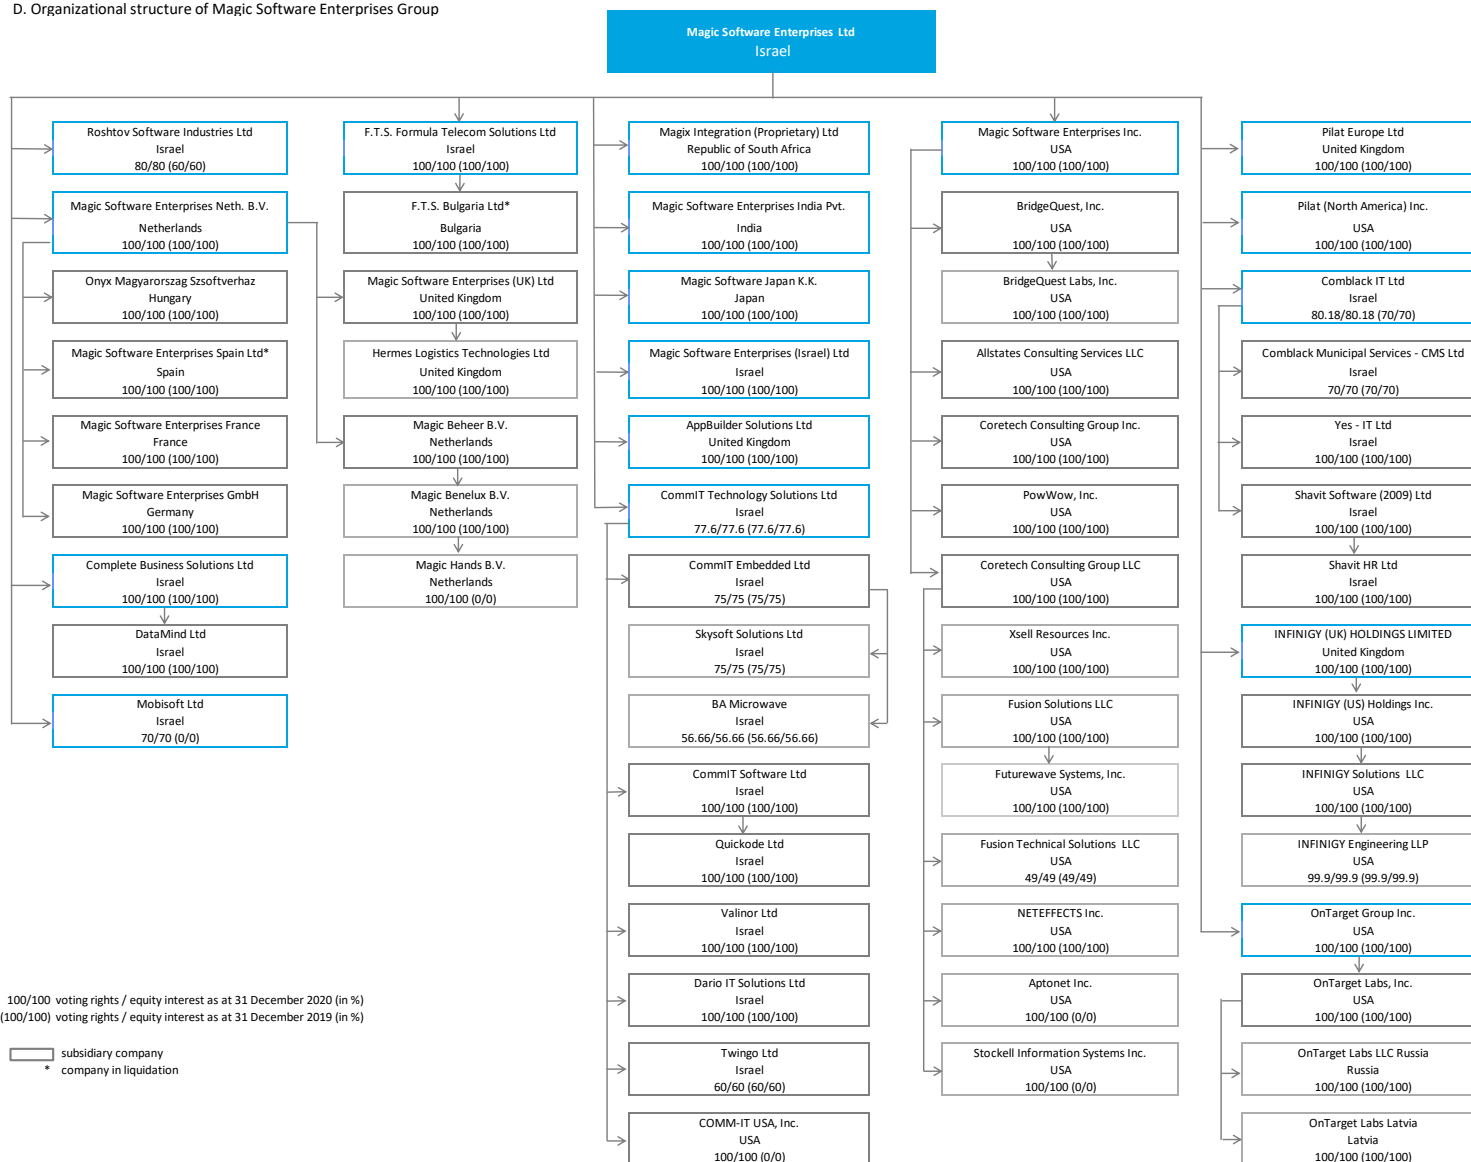 D. Organizational structure of Magic Software Enterprises Group
Magic Software Enterprises Ltd
Israel
Roshtov Software Industries Ltd
Israel
80/80 (60/60)
Magic Software Enterprises Neth. B.V.
Netherlands
100/100 (100/100)
Onyx Magyarorszag Szsoftverhaz
Hungary
100/100 (100/100)
Magic Software Enterprises Spain Ltd*
Spain
100/100 (100/100)
Magic Software Enterprises France
France
100/100 (100/100)
Magic Software Enterprises GmbH
Germany
100/100 (100/100)
Complete Business Solutions Ltd
Israel
100/100 (100/100)
DataMind Ltd
Israel
100/100 (100/100)
Mobisoft Ltd
Israel
70/70 (0/0)
F.T.S. Formula Telecom Solutions Ltd
Israel
100/100 (100/100)
F.T.S. Bulgaria Ltd*
Bulgaria
100/100 (100/100)
Magic Software Enterprises (UK) Ltd
United Kingdom
100/100 (100/100)
Hermes Logistics Technologies Ltd
United Kingdom
100/100 (100/100)
Magic Beheer B.V.
Netherlands
100/100 (100/100)
Magic Benelux B.V.
Netherlands
100/100 (100/100)
Magic Hands B.V.
Netherlands
100/100 (0/0)
Magix Integration (Proprietary) Ltd
Republic of South Africa
100/100 (100/100)
Magic Software Enterprises India Pvt.
India
100/100 (100/100)
Magic Software Japan K.K.
Japan
100/100 (100/100)
Magic Software Enterprises (Israel) Ltd
Israel
100/100 (100/100)
AppBuilder Solutions Ltd
United Kingdom
100/100 (100/100)
CommIT Technology Solutions Ltd
Israel
77.6/77.6 (77.6/77.6)
CommIT Embedded Ltd
Israel
75/75 (75/75)
Skysoft Solutions Ltd
Israel
75/75 (75/75)
BA Microwave
Israel
56.66/56.66 (56.66/56.66)
CommIT Software Ltd
Israel
100/100 (100/100)
Quickode Ltd
Israel
100/100 (100/100)
Valinor Ltd
Israel
100/100 (100/100)
Dario IT Solutions Ltd
Israel
100/100 (100/100)
Twingo Ltd
Israel
60/60 (60/60)
COMM-IT USA, Inc.
USA
100/100 (0/0)
Magic Software Enterprises Inc.
USA
100/100 (100/100)
BridgeQuest, Inc.
USA
100/100 (100/100)
BridgeQuest Labs, Inc.
USA
100/100 (100/100)
Allstates Consulting Services LLC
USA
100/100 (100/100)
Coretech Consulting Group Inc.
USA
100/100 (100/100)
PowWow, Inc.
USA
100/100 (100/100)
Coretech Consulting Group LLC
USA
100/100 (100/100)
Xsell Resources Inc.
USA
100/100 (100/100)
Fusion Solutions LLC
USA
100/100 (100/100)
Futurewave Systems, Inc.
USA
100/100 (100/100)
Fusion Technical Solutions LLC
USA
49/49 (49/49)
NETEFFECTS Inc.
USA
100/100 (100/100)
Aptonet Inc.
USA
100/100 (0/0)
Stockell Information Systems Inc.
USA
100/100 (0/0)
Pilat Europe Ltd
United Kingdom
100/100 (100/100)
Pilat (North America) Inc.
USA
100/100 (100/100)
Comblack IT Ltd
Israel
80.18/80.18 (70/70)
Comblack Municipal Services - CMS Ltd
Israel
70/70 (70/70)
Yes - IT Ltd
Israel
100/100 (100/100)
Shavit Software (2009) Ltd
Israel
100/100 (100/100)
Shavit HR Ltd
Israel
100/100 (100/100)
INFINIGY (UK) HOLDINGS LIMITED
United Kingdom
100/100 (100/100)
INFINIGY (US) Holdings Inc.
USA
100/100 (100/100)
INFINIGY Solutions LLC
USA
100/100 (100/100)
INFINIGY Engineering LLP
USA
99.9/99.9 (99.9/99.9)
OnTarget Group Inc.
USA
100/100 (100/100)
OnTarget Labs, Inc.
USA
100/100 (100/100)
OnTarget Labs LLC Russia
Russia
100/100 (100/100)
OnTarget Labs Latvia
Latvia
100/100 (100/100)
100/100 voting rights / equity interest as at 31 December 2020 (in %)
(100/100) voting rights / equity interest as at 31 December 2019 (in %)
subsidiary company
* company in liquidation